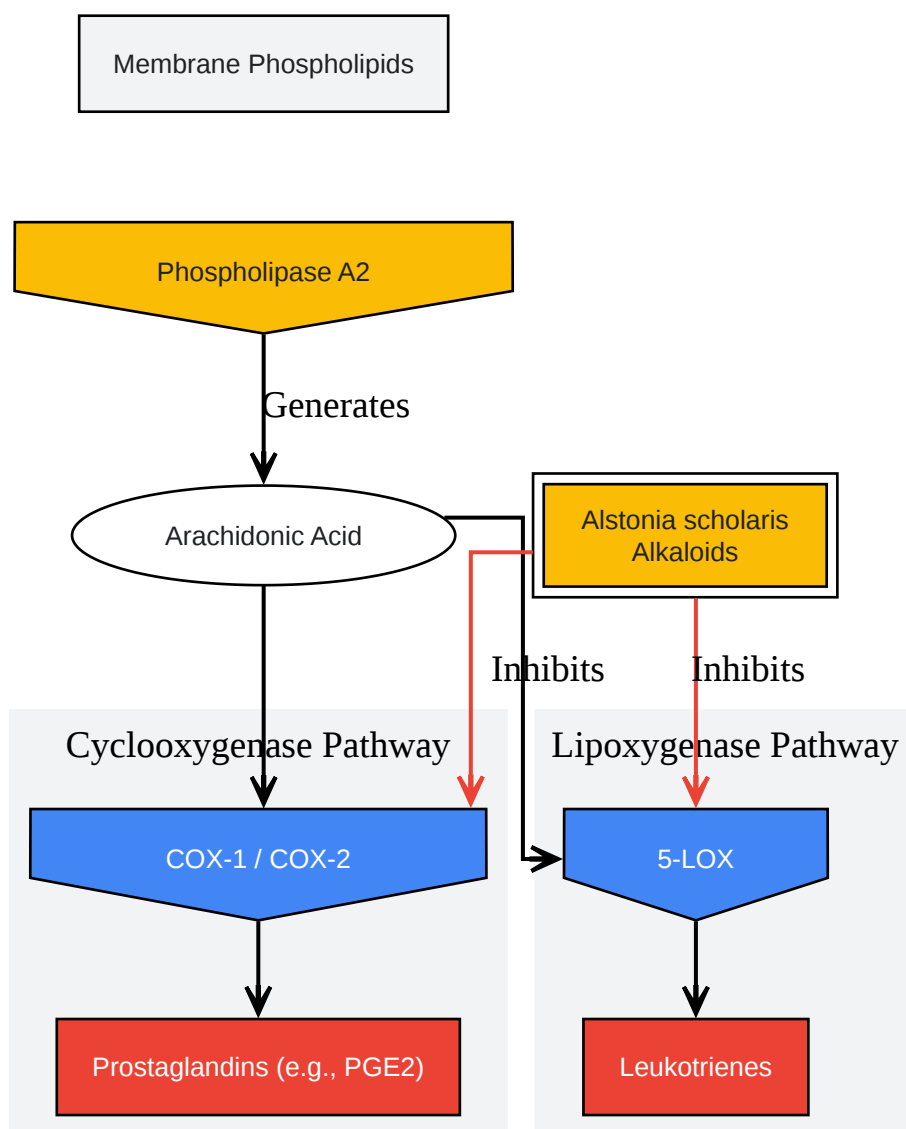 Membrane Phospholipids
Phospholipase A2
Generates
Arachidonic Acid
Alstonia scholaris
Alkaloids
Inhibits
Inhibits
Cyclooxygenase Pathway
Lipoxygenase Pathway
COX-1 / COX-2
5-LOX
Prostaglandins (e.g., PGE2)
Leukotrienes